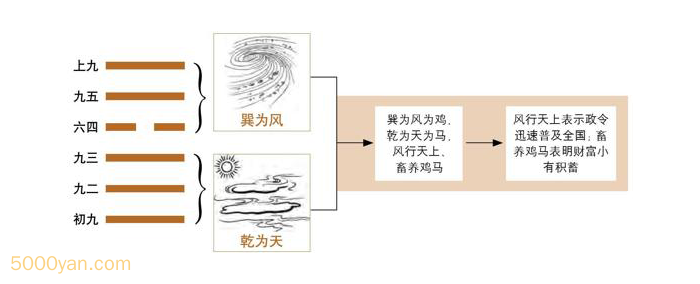 上九
九五
六四
九三
九二
初九
巽为风
乾为天
巽为风为鸡,
乾为天为马,
风行天上、
畜养鸡马
风行天上表示政令
迅速普及全国；畜
养鸡马表明财富小
有积蓄
5000yan.com